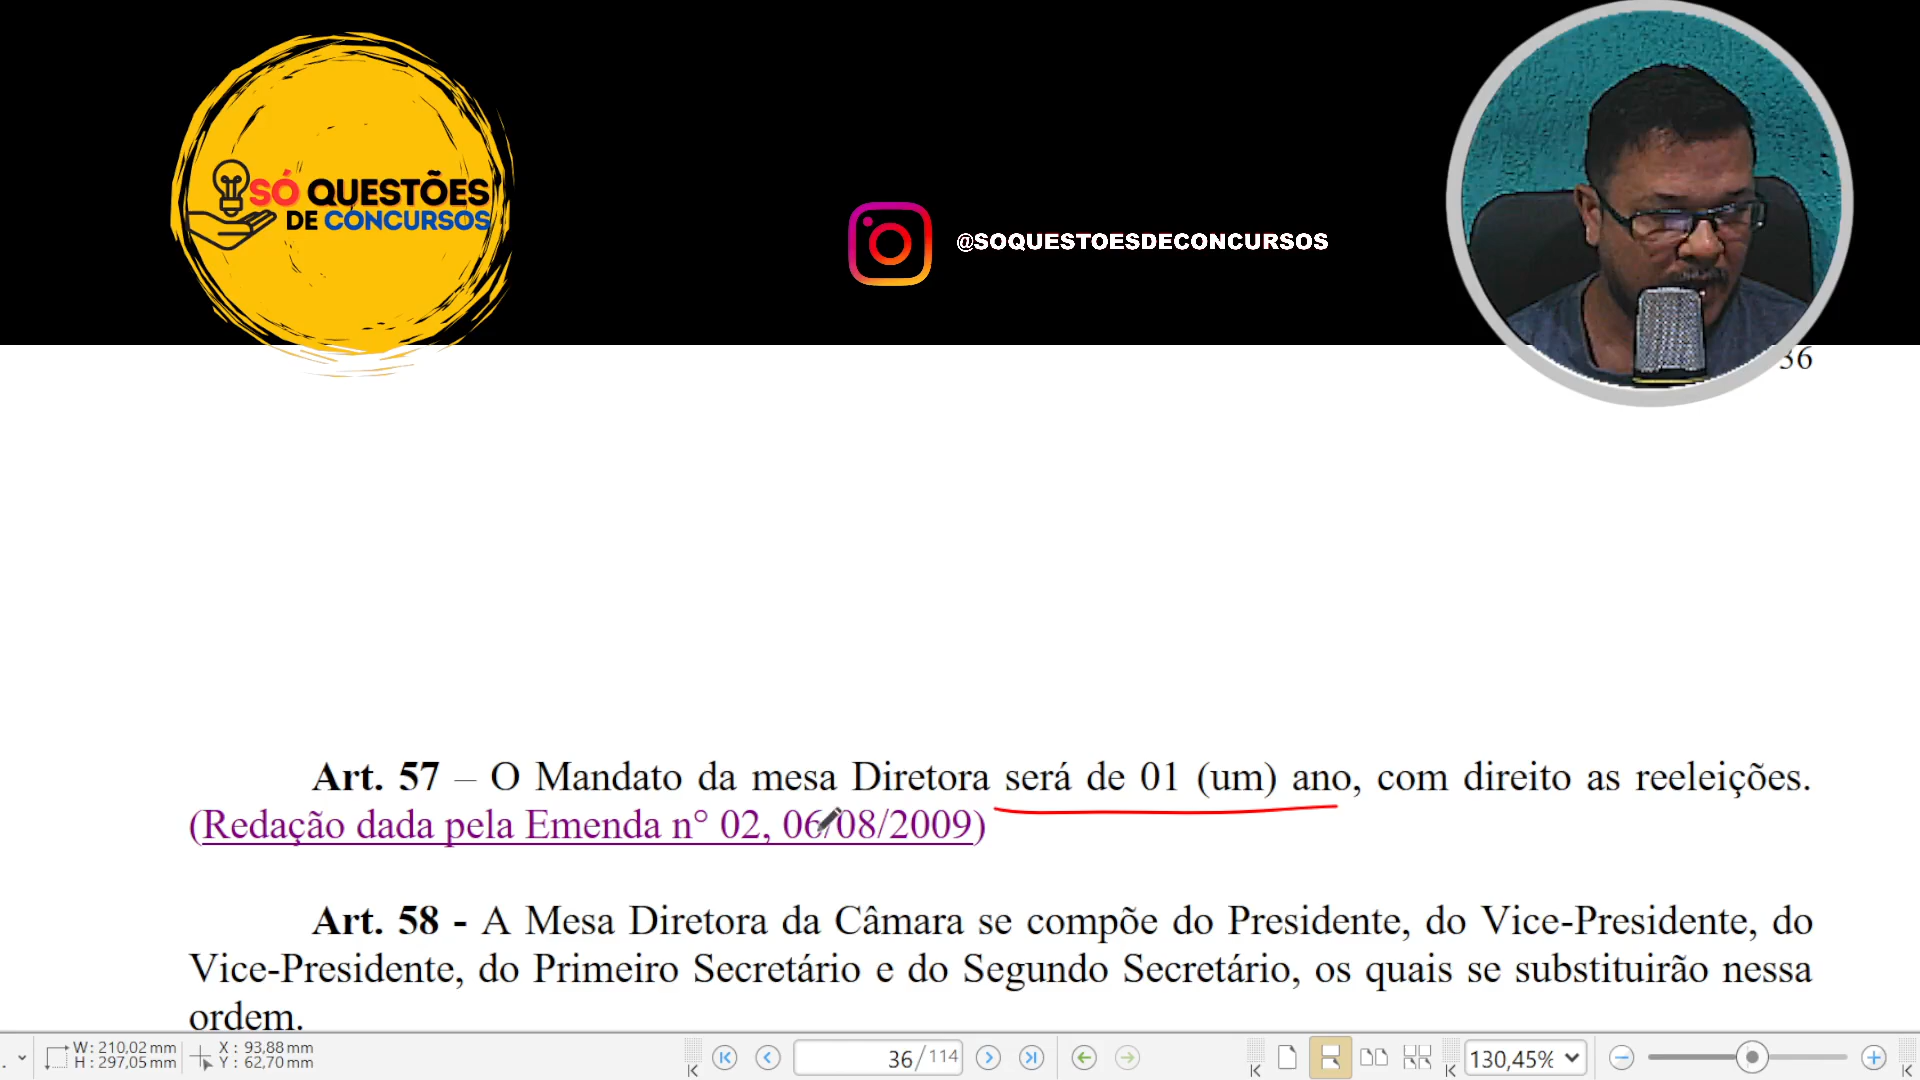 SÓ QUESTÕES
DE CONCURSOS
@SOQUESTOESDECONCURSOS
36
Art. 57 – O Mandato da mesa Diretora será de 01 (um) ano, com direito as reeleições.
(Redação dada pela Emenda n° 02, 06/08/2009)
Art. 58 - A Mesa Diretora da Câmara se compõe do Presidente, do Vice-Presidente, do
Vice-Presidente, do Primeiro Secretário e do Segundo Secretário, os quais se substituirão nessa
ordem.
W: 210,02 mm
H: 297,05 mm
X : 93,88 mm
Y : 62,70 mm
36 / 114
130,45%